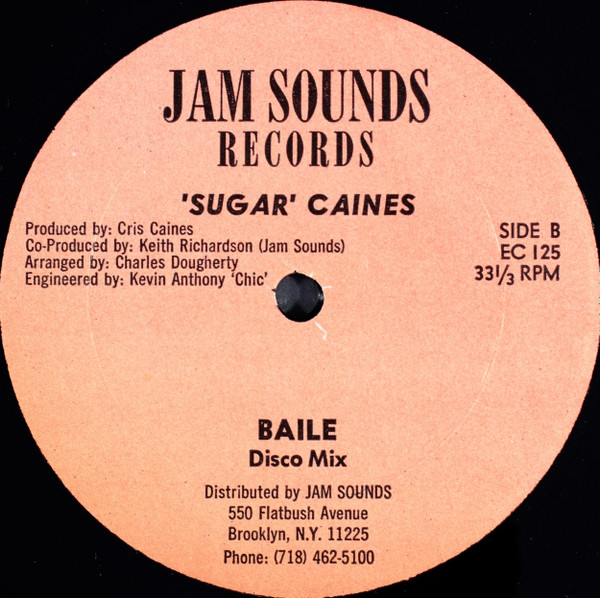 JAM SOUNDS
RECORDS
'SUGAR' CAINES
Produced by: Cris Caines
Co-Produced by: Keith Richardson (Jam Sounds)
Arranged by: Charles Dougherty
Engineered by: Kevin Anthony 'Chic'
SIDE B
EC 125
33 1/3 RPM
BAILE
Disco Mix
Distributed by JAM SOUNDS
550 Flatbush Avenue
Brooklyn, N.Y. 11225
Phone: (718) 462-5100